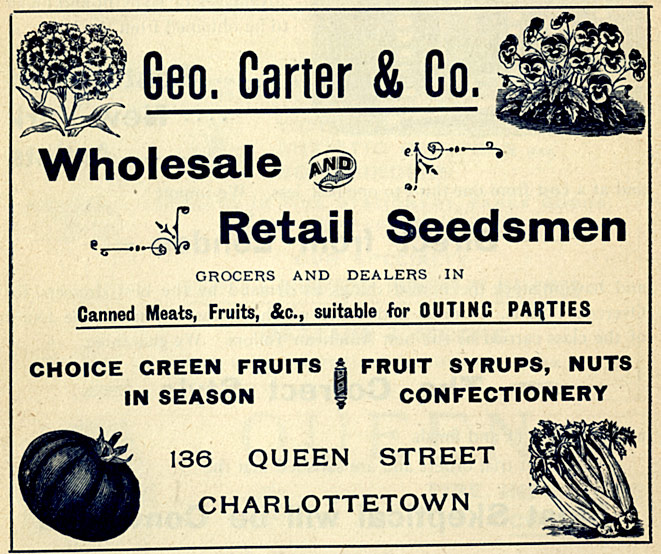 Geo. Carter & Co.
Wholesale AND
Retail Seedsmen
GROCERS AND DEALERS IN
Canned Meats, Fruits, &c., suitable for OUTING PARTIES
CHOICE GREEN FRUITS
IN SEASON
FRUIT SYRUPS, NUTS
CONFECTIONERY
136 QUEEN STREET
CHARLOTTETOWN